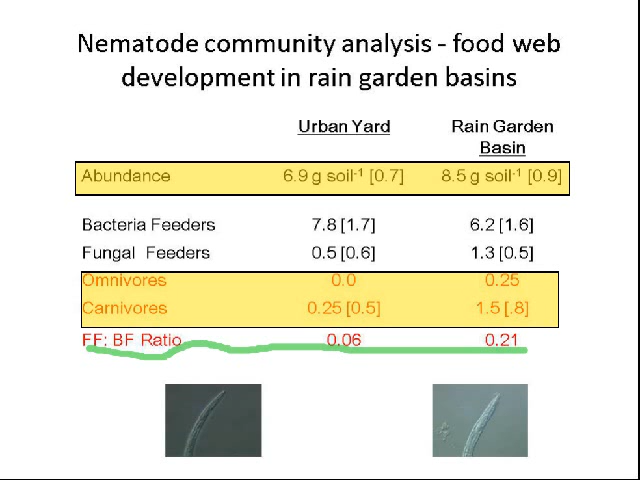 Nematode community analysis - food web
development in rain garden basins
Urban Yard Rain Garden
Basin
Abundance 6.9 g soil-1 [0.7] 8.5 g soil-1 [0.9]
Bacteria Feeders 7.8 [1.7] 6.2 [1.6]
Fungal Feeders 0.5 [0.6] 1.3 [0.5]
Omnivores 0.0 0.25
Carnivores 0.25 [0.5] 1.5 [.8]
FF: BF Ratio 0.06 0.21